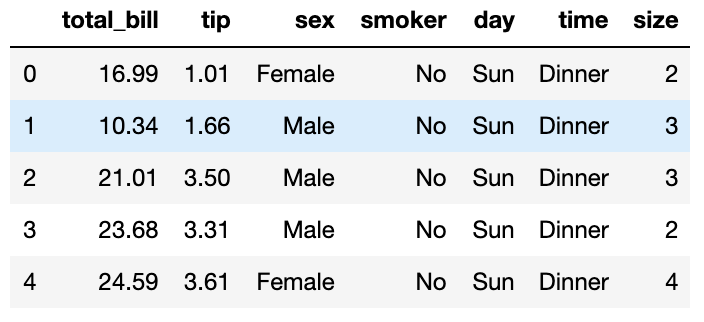 total_bill tip sex smoker day time size
0 16.99 1.01 Female No Sun Dinner 2
1 10.34 1.66 Male No Sun Dinner 3
2 21.01 3.50 Male No Sun Dinner 3
3 23.68 3.31 Male No Sun Dinner 2
4 24.59 3.61 Female No Sun Dinner 4